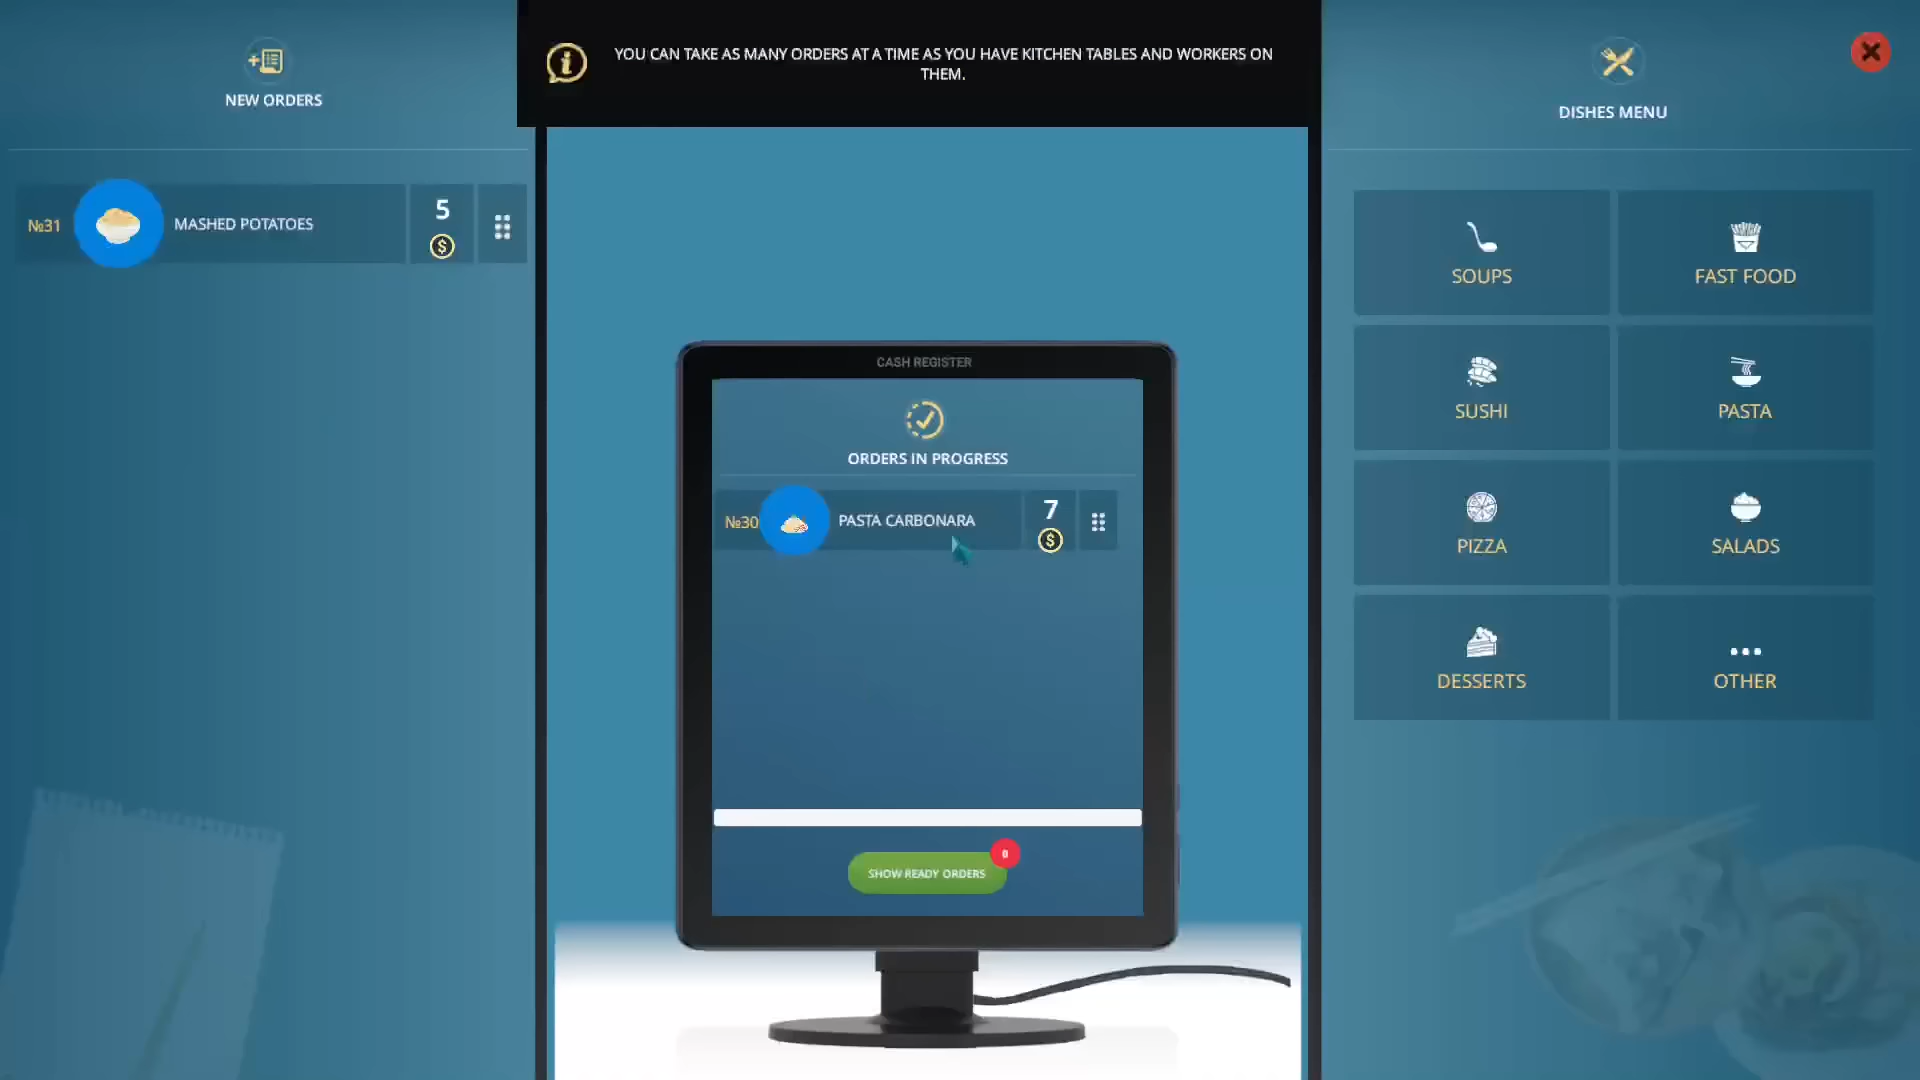 NEW ORDERS
№31
MASHED POTATOES
5
YOU CAN TAKE AS MANY ORDERS AT A TIME AS YOU HAVE KITCHEN TABLES AND WORKERS ON
THEM.
CASH REGISTER
ORDERS IN PROGRESS
№30
PASTA CARBONARA
7
SHOW READY ORDERS
0
DISHES MENU
SOUPS
FAST FOOD
SUSHI
PASTA
PIZZA
SALADS
DESSERTS
OTHER